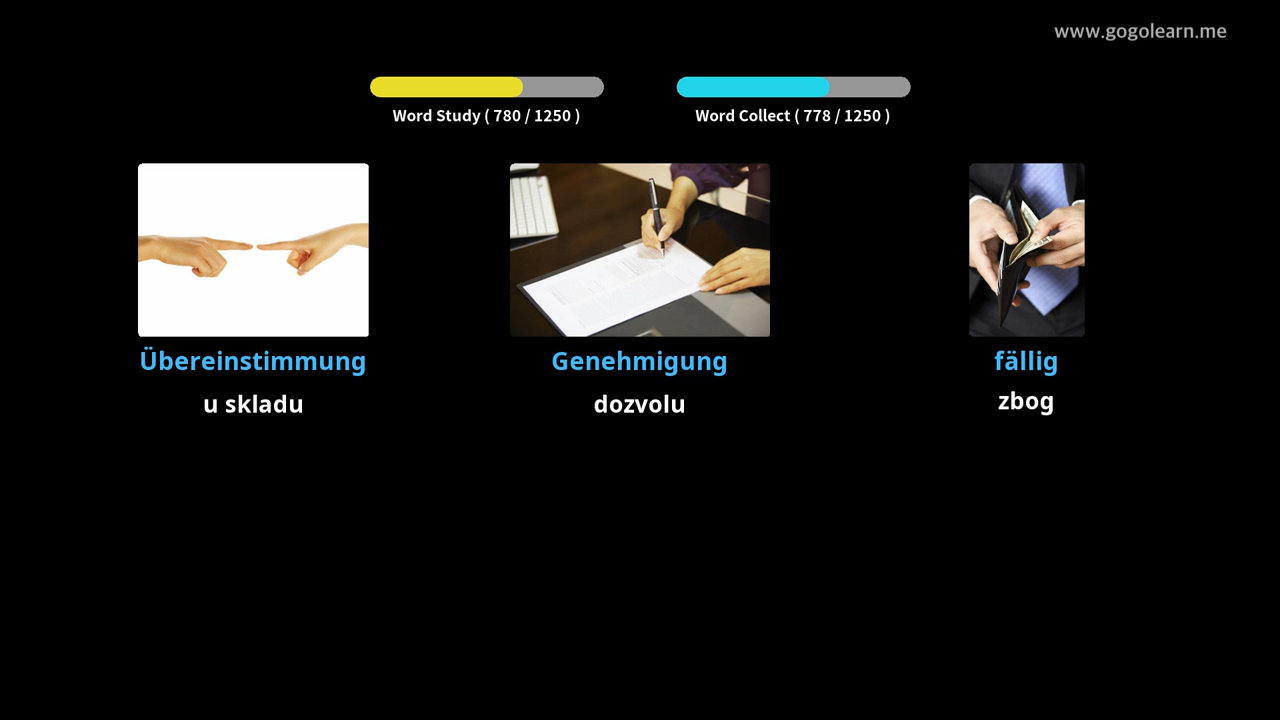 www.gogolearn.me
Word Study ( 780 / 1250 )
Word Collect ( 778 / 1250 )
Übereinstimmung
Genehmigung
fällig
u skladu
dozvolu
zbog